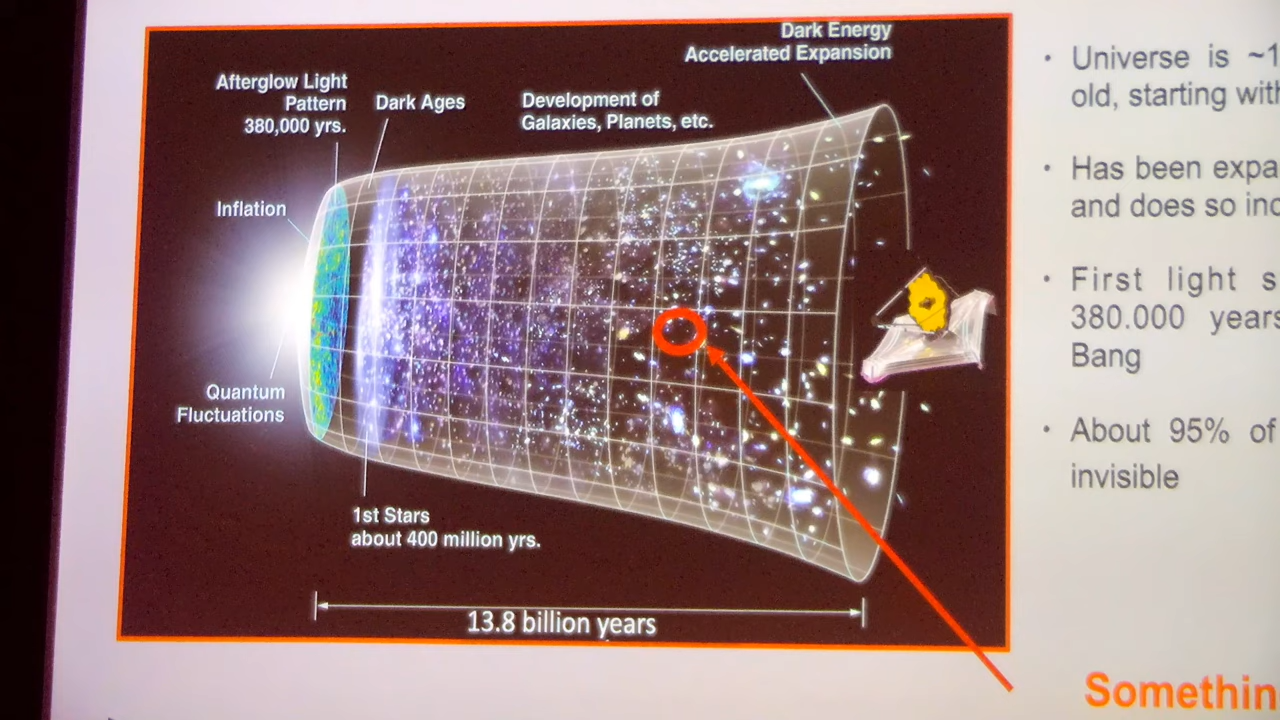 Dark Energy
Accelerated Expansion
Afterglow Light
Pattern
380,000 yrs.
Dark Ages
Development of
Galaxies, Planets, etc.
Inflation
Quantum
Fluctuations
1st Stars
about 400 million yrs.
13.8 billion years
• Universe is ~1
old, starting with
• Has been expa
and does so inc
• First light s
380.000 years
Bang
• About 95% of
invisible
Somethin